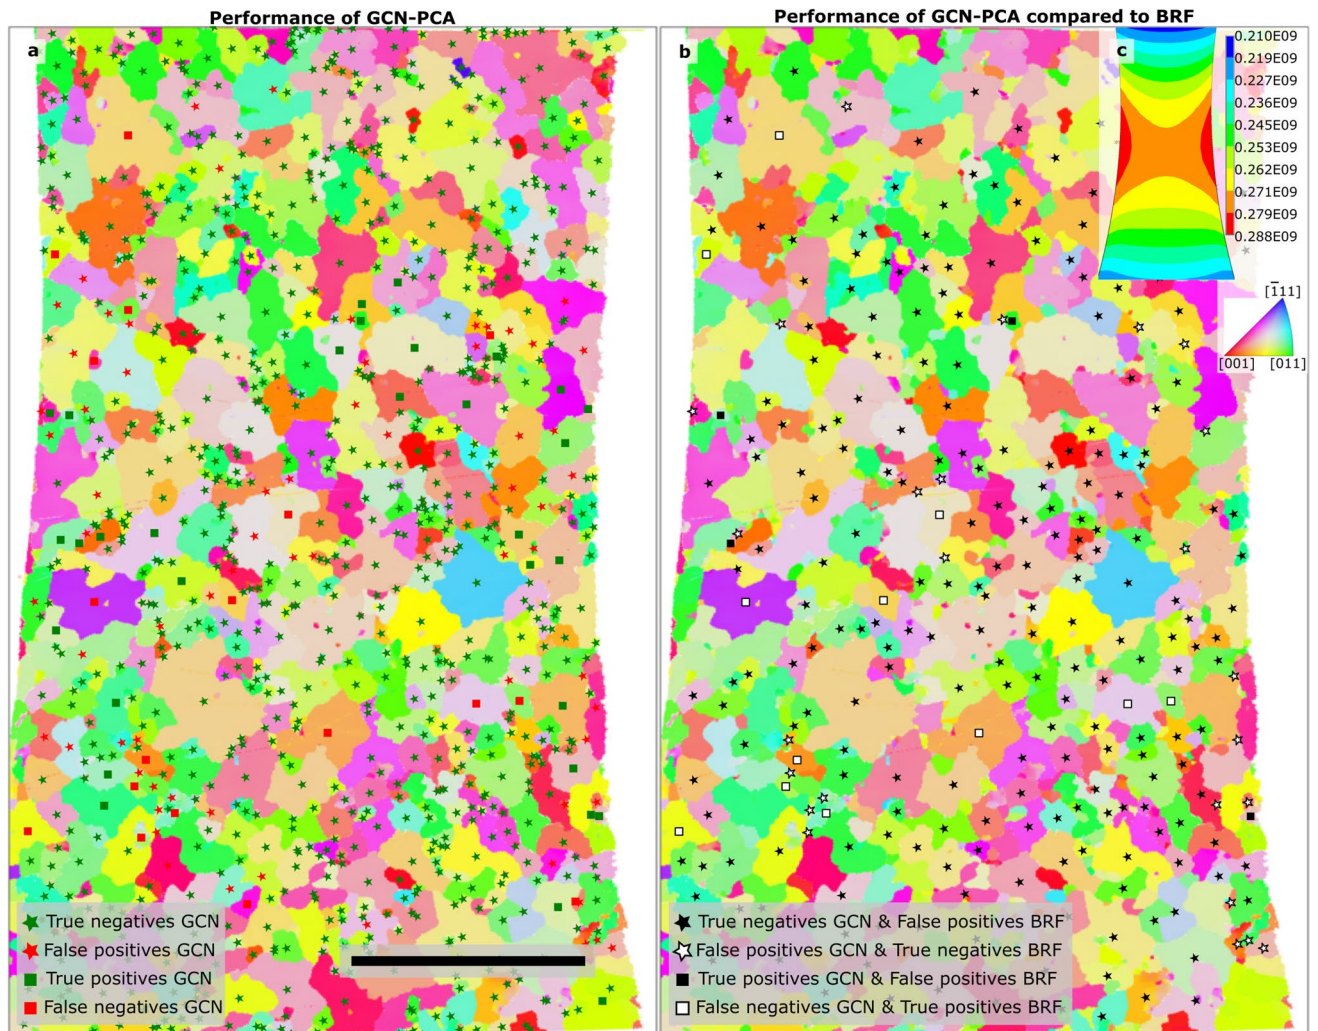 Performance of GCN-PCA
Performance of GCN-PCA compared to BRF
a
b
c
0.210E09
0.219E09
0.227E09
0.236E09
0.245E09
0.253E09
0.262E09
0.271E09
0.279E09
0.288E09
[1̅11]
[001] [011]
True negatives GCN
False positives GCN
True positives GCN
False negatives GCN
True negatives GCN & False positives BRF
False positives GCN & True negatives BRF
True positives GCN & False positives BRF
False negatives GCN & True positives BRF